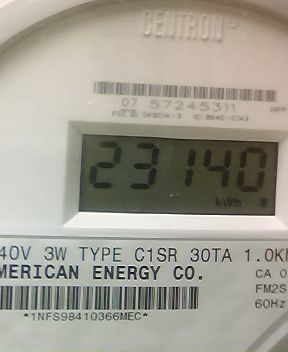 CENTRON®
07 57245311
23140
kWh
40V 3W TYPE C1SR 30TA 1.0K
MERICAN ENERGY CO. CA 0
FM2S
60Hz
*1NFS98410366MEC*